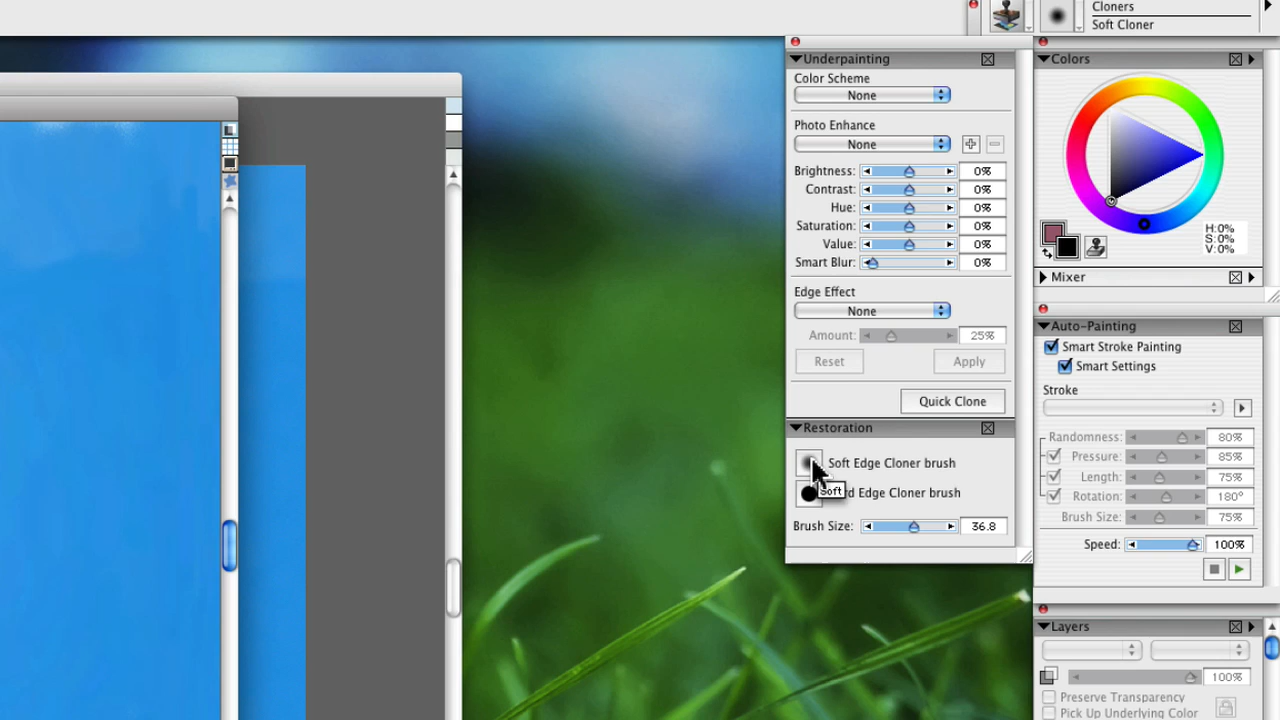 Cloners
Soft Cloner
Underpainting
Color Scheme
None
Photo Enhance
None
Brightness: 0%
Contrast: 0%
Hue: 0%
Saturation: 0%
Value: 0%
Smart Blur: 0%
Edge Effect
None
Amount: 25%
Reset Apply
Quick Clone
Restoration
Soft Edge Cloner brush
Soft
rd Edge Cloner brush
Brush Size: 36.8
Colors
H:0%
S:0%
V:0%
Mixer
Auto-Painting
Smart Stroke Painting
Smart Settings
Stroke
Randomness: 80%
Pressure: 85%
Length: 75%
Rotation: 180°
Brush Size: 75%
Speed: 100%
Layers
100%
Preserve Transparency
Pick Up Underlying Color